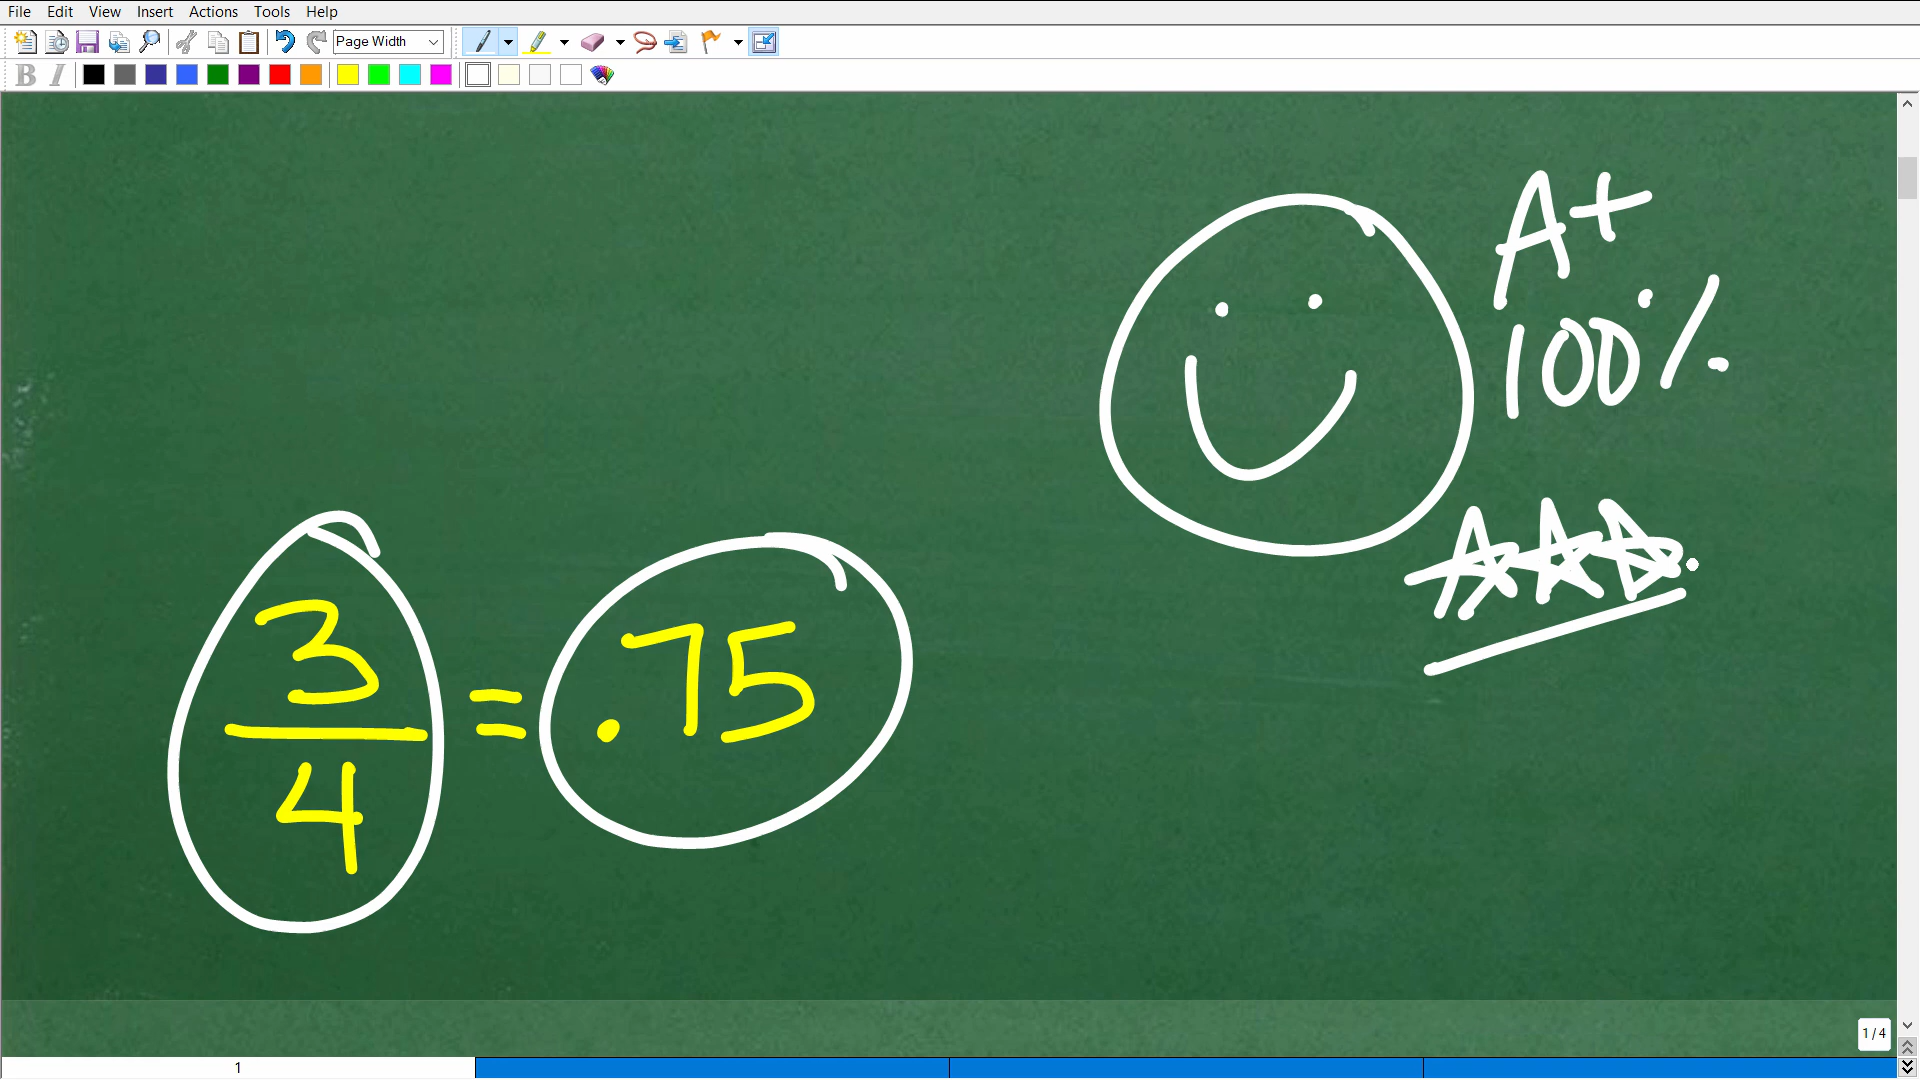 File Edit View Insert Actions Tools Help
Page Width
B I
A+
100%
3/4 = .75
1 / 4
1